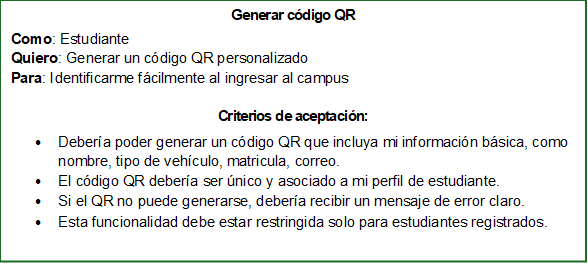 Generar código QR
Como: Estudiante
Quiero: Generar un código QR personalizado
Para: Identificarme fácilmente al ingresar al campus
Criterios de aceptación:
• Debería poder generar un código QR que incluya mi información básica, como
nombre, tipo de vehículo, matricula, correo.
• El código QR debería ser único y asociado a mi perfil de estudiante.
• Si el QR no puede generarse, debería recibir un mensaje de error claro.
• Esta funcionalidad debe estar restringida solo para estudiantes registrados.